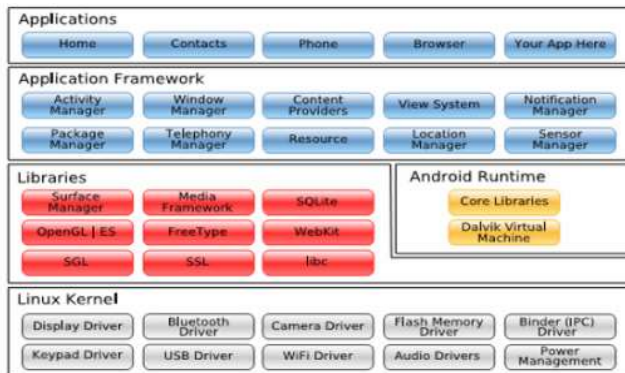 Applications
Home Contacts Phone Browser Your App Here
Application Framework
Activity Manager Window Manager Content Providers View System Notification Manager
Package Manager Telephony Manager Resource Location Manager Sensor Manager
Libraries
Surface Manager Media Framework SQLite
OpenGL | ES FreeType WebKit
SGL SSL libc
Android Runtime
Core Libraries
Dalvik Virtual Machine
Linux Kernel
Display Driver Bluetooth Driver Camera Driver Flash Memory Driver Binder (IPC) Driver
Keypad Driver USB Driver WiFi Driver Audio Drivers Power Management